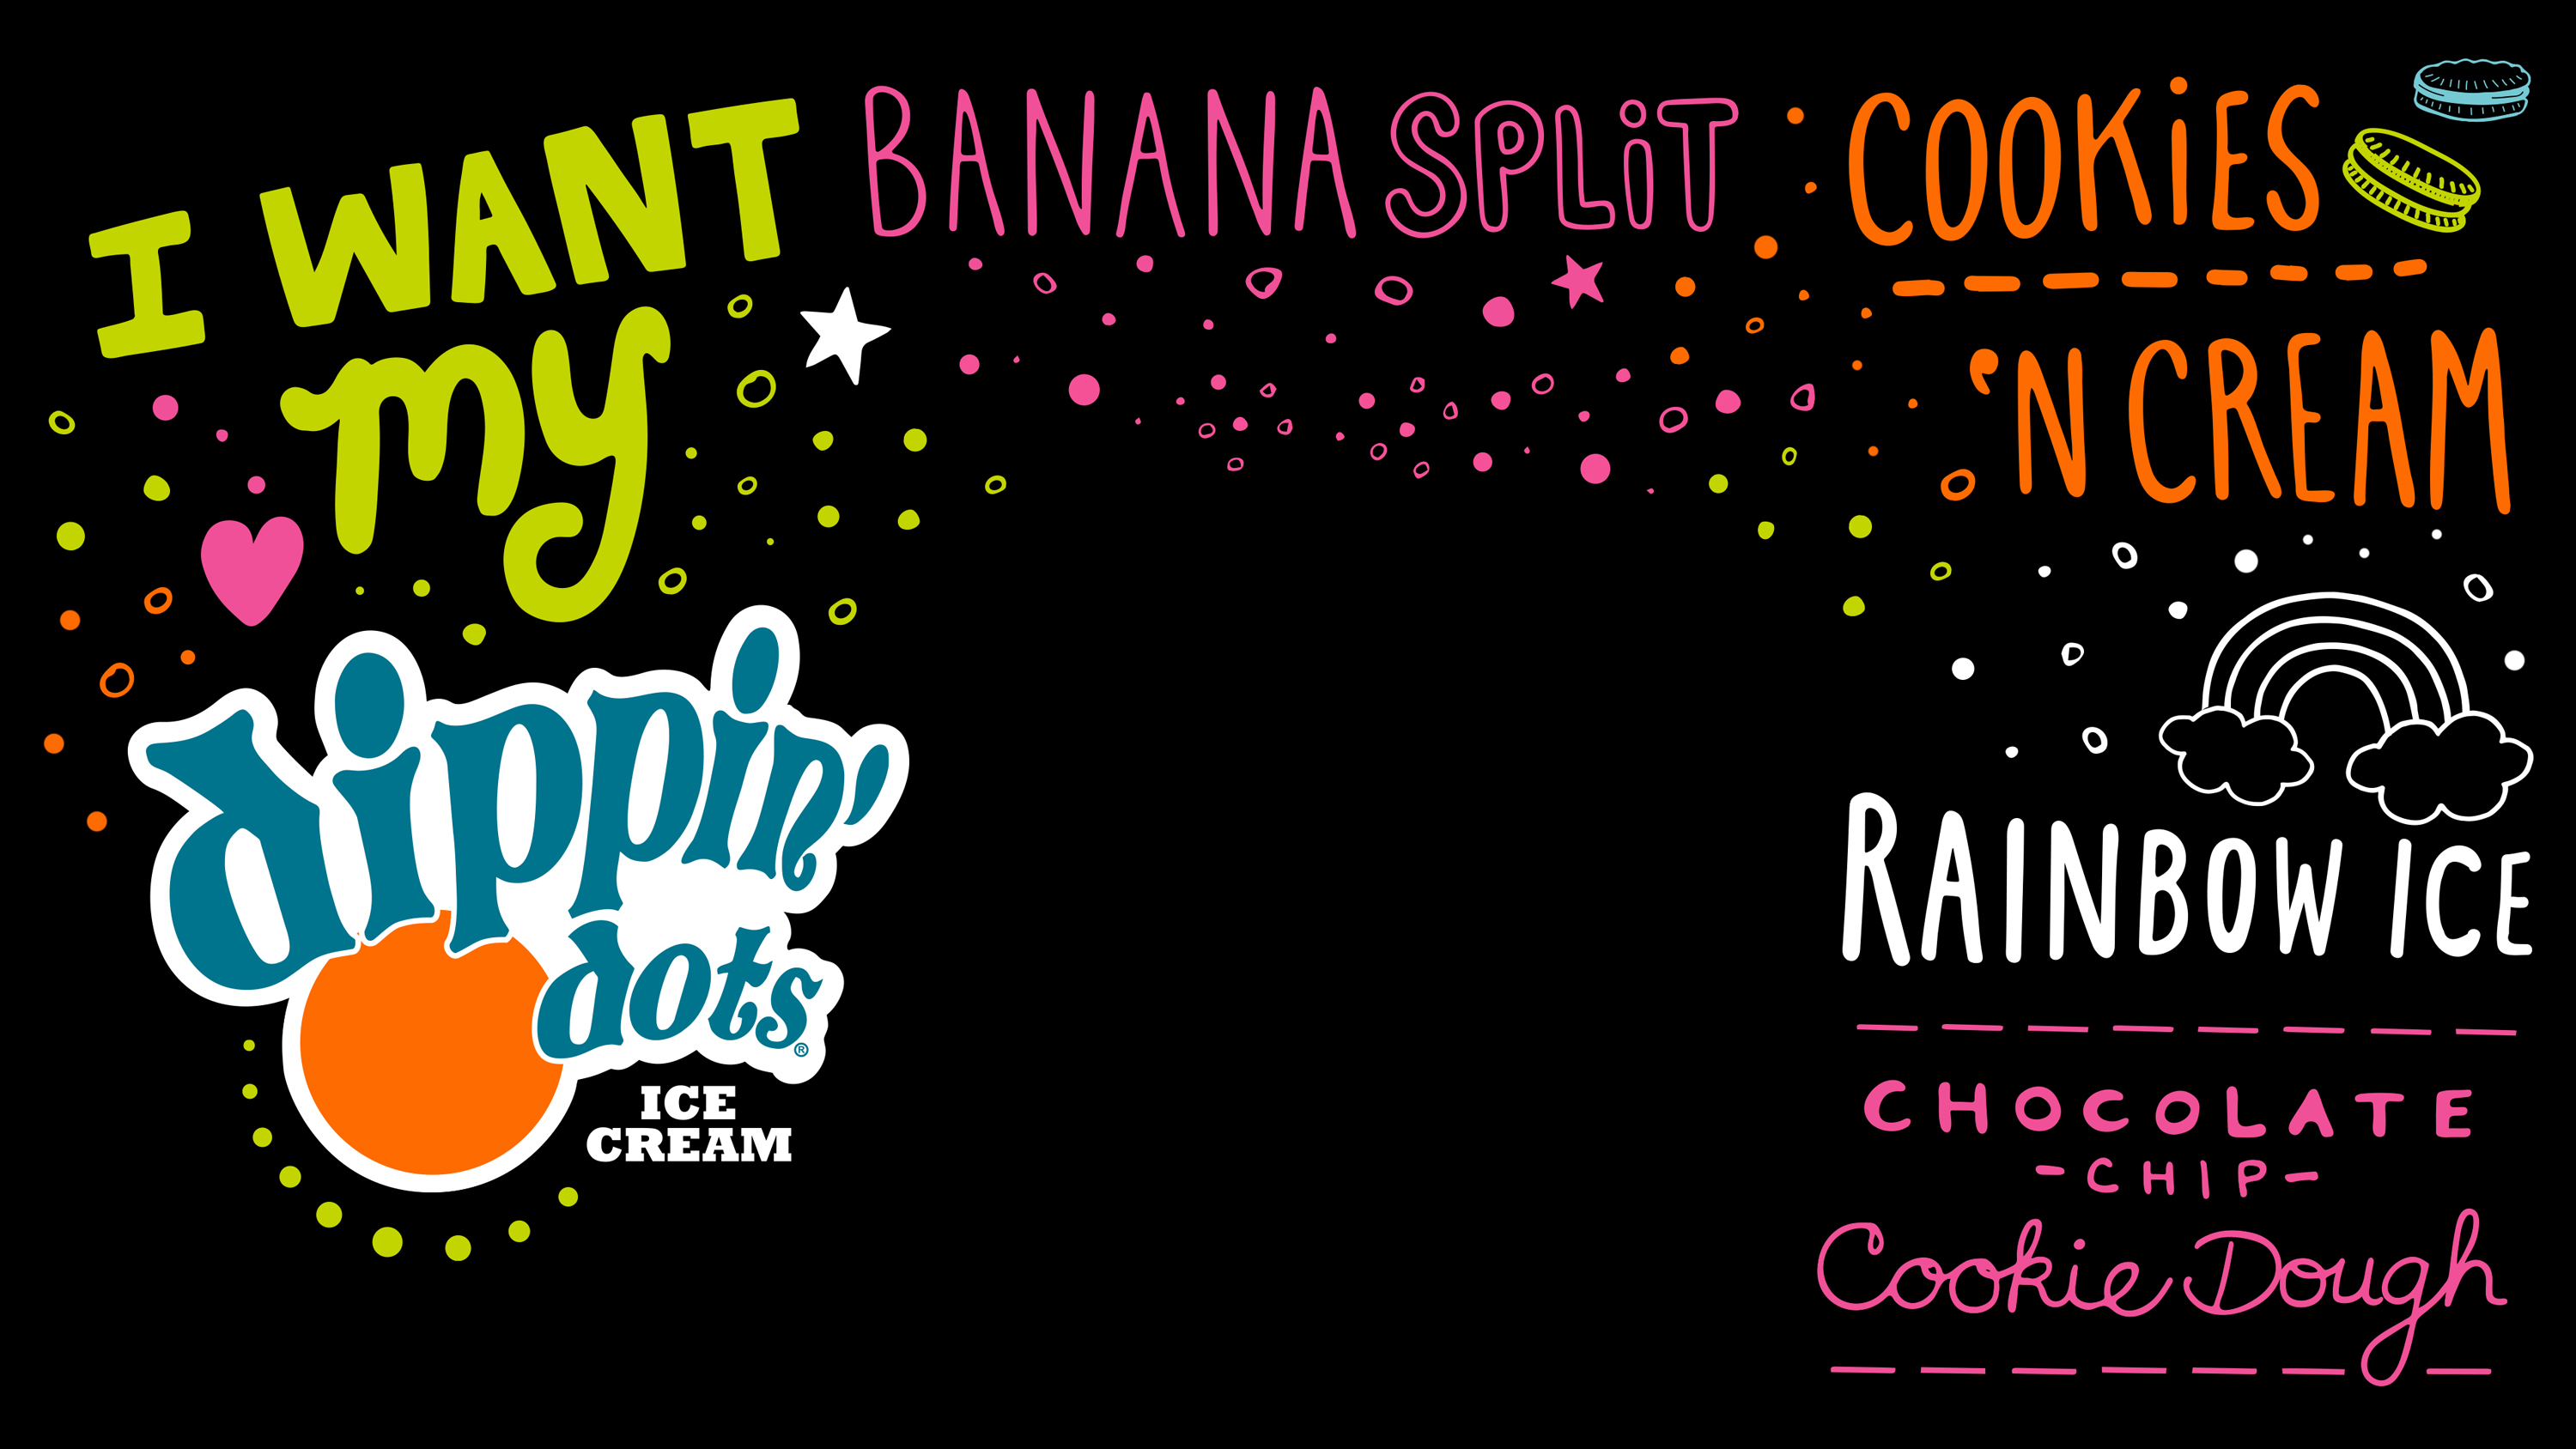 I WANT
my
dippin'
dots®
ICE
CREAM
BANANA SPLiT
COOKiES
'N CREAM
RAINBOW ICE
CHOCOLATE
-CHIP-
Cookie Dough